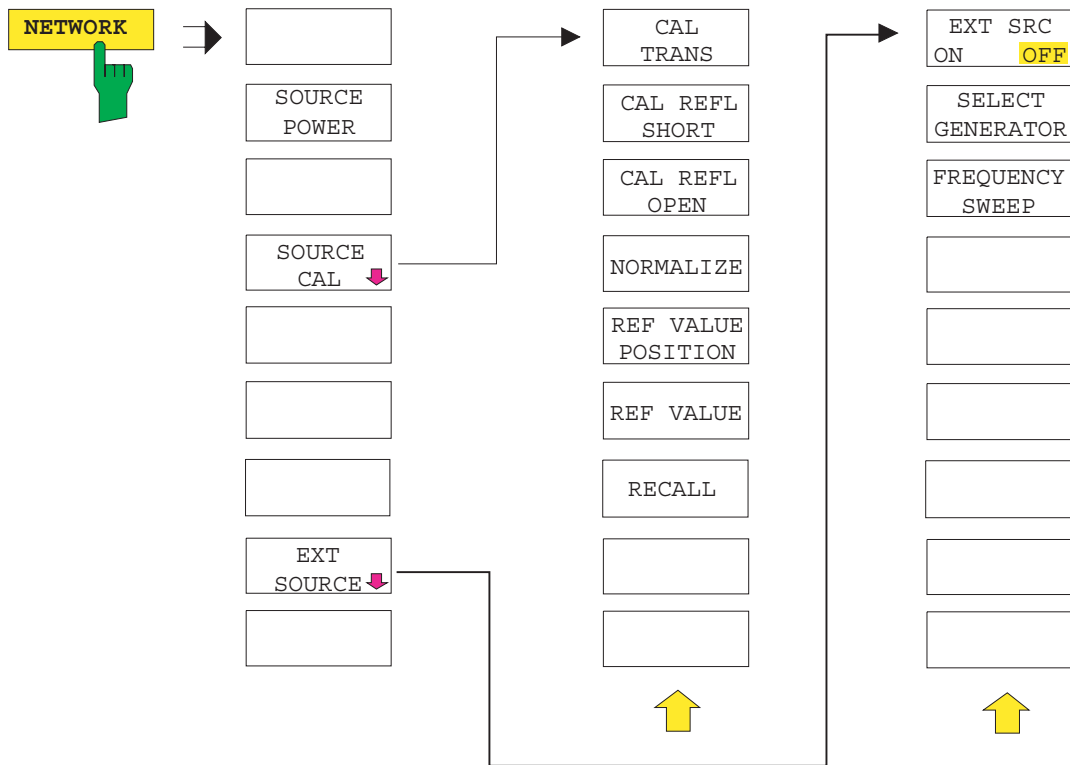 NETWORK
SOURCE
POWER
SOURCE
CAL
EXT
SOURCE
CAL
TRANS
CAL REFL
SHORT
CAL REFL
OPEN
NORMALIZE
REF VALUE
POSITION
REF VALUE
RECALL
EXT SRC
ON OFF
SELECT
GENERATOR
FREQUENCY
SWEEP